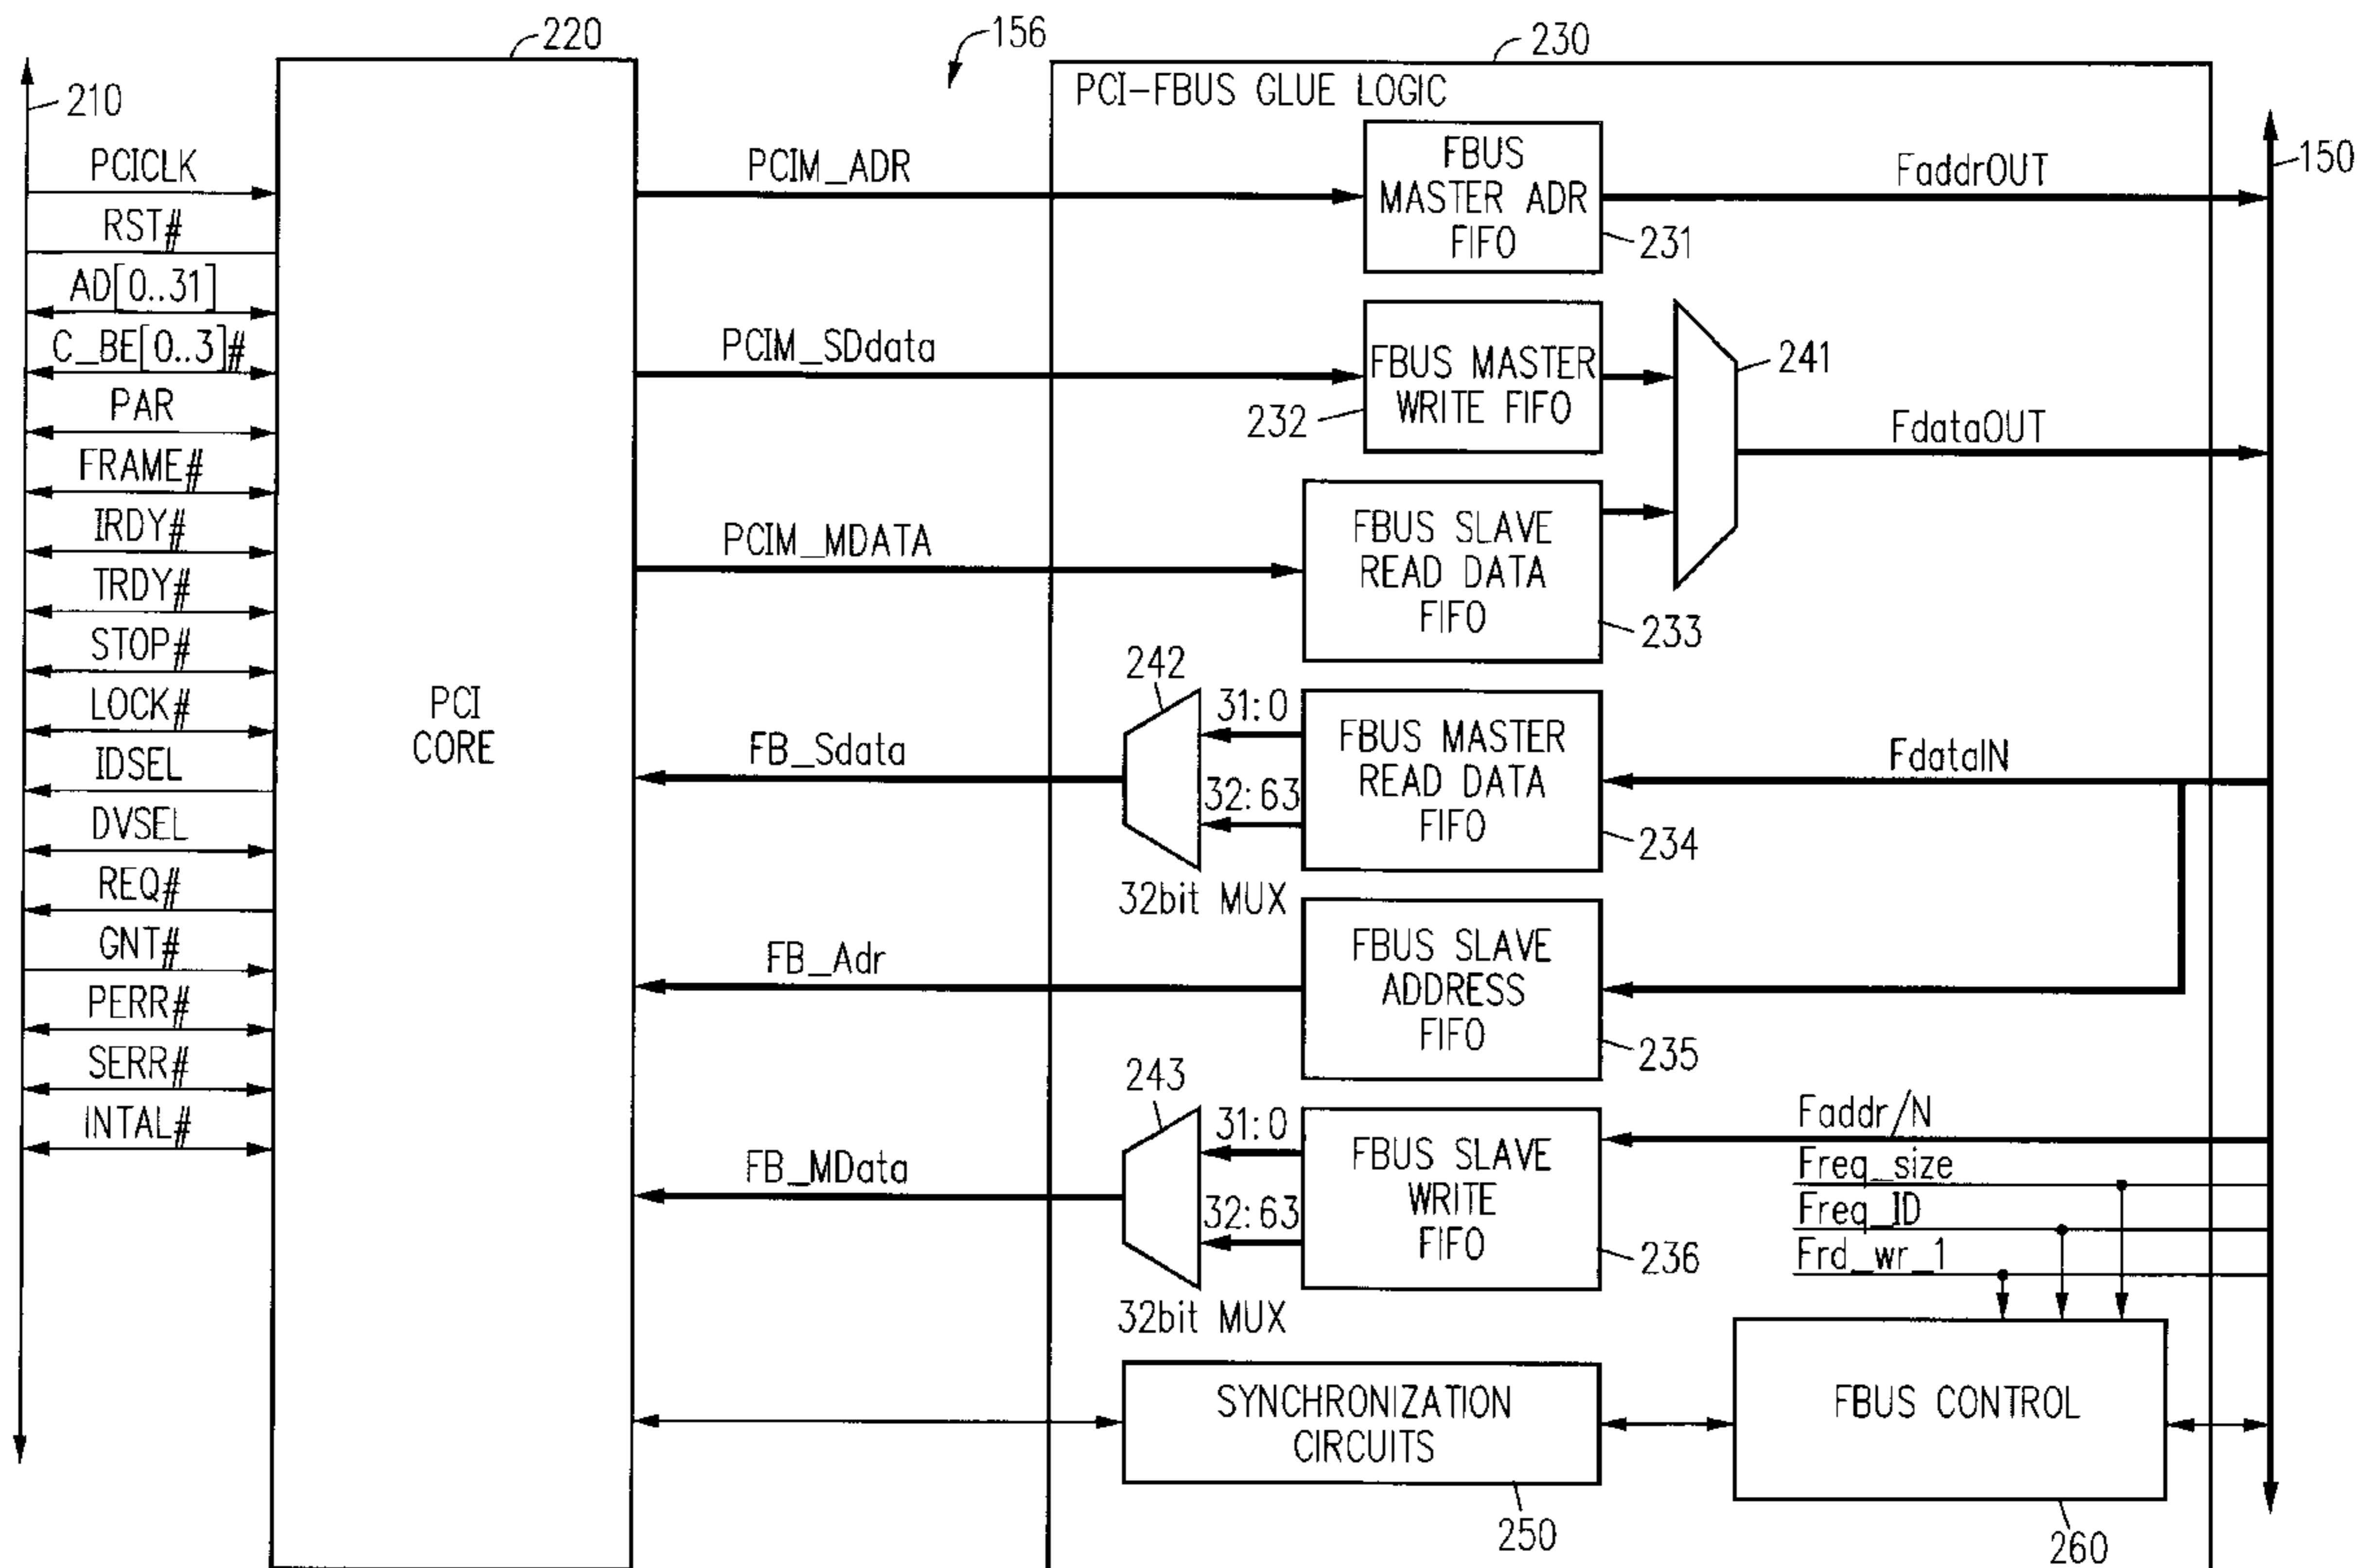 220
156
230
210
PCI-FBUS GLUE LOGIC
PCICLK
RST#
AD[0..31]
C_BE[0..3]#
PAR
FRAME#
IRDY#
TRDY#
STOP#
LOCK#
IDSEL
DVSEL
REQ#
GNT#
PERR#
SERR#
INTAL#
PCI
CORE
PCIM_ADR
PCIM_SDdata
PCIM_MDATA
FB_Sdata
FB_Adr
FB_MData
FBUS
MASTER ADR
FIFO
231
FaddrOUT
150
FBUS MASTER
WRITE FIFO
232
241
FdataOUT
FBUS SLAVE
READ DATA
FIFO
233
242
31:0
32:63
32bit MUX
FBUS MASTER
READ DATA
FIFO
234
FdataIN
FBUS SLAVE
ADDRESS
FIFO
235
243
31:0
32:63
32bit MUX
FBUS SLAVE
WRITE
FIFO
236
Faddr/N
Freq_size
Freq_ID
Frd_wr_1
SYNCHRONIZATION
CIRCUITS
250
FBUS CONTROL
260